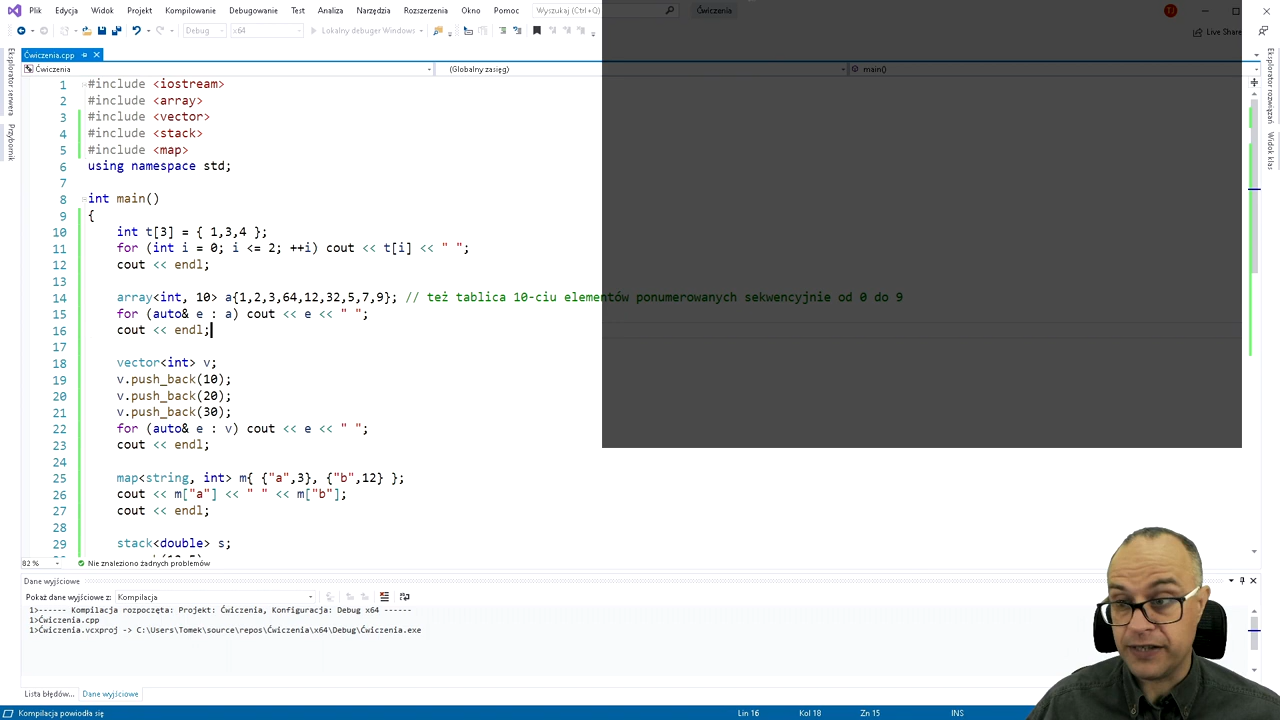 Plik Edycja Widok Projekt Kompilowanie Debugowanie Test Analiza Narzędzia Rozszerzenia Okno Pomoc Wyszukaj (Ctrl+Q) Ćwiczenia TJ
Debug x64 Lokalny debuger Windows Live Share
Ćwiczenia.cpp
Ćwiczenia (Globalny zasięg) main()
Eksplorator serwera
Przybornik
Eksplorator rozwiązań
Widok klas
1 #include <iostream>
2 #include <array>
3 #include <vector>
4 #include <stack>
5 #include <map>
6 using namespace std;
7
8 int main()
9 {
10 int t[3] = { 1,3,4 };
11 for (int i = 0; i <= 2; ++i) cout << t[i] << " ";
12 cout << endl;
13
14 array<int, 10> a{1,2,3,64,12,32,5,7,9}; // też tablica 10-ciu elementów ponumerowanych sekwencyjnie od 0 do 9
15 for (auto& e : a) cout << e << " ";
16 cout << endl;
17
18 vector<int> v;
19 v.push_back(10);
20 v.push_back(20);
21 v.push_back(30);
22 for (auto& e : v) cout << e << " ";
23 cout << endl;
24
25 map<string, int> m{ {"a",3}, {"b",12} };
26 cout << m["a"] << " " << m["b"];
27 cout << endl;
28
29 stack<double> s;
82 % Nie znaleziono żadnych problemów
Dane wyjściowe
Pokaż dane wyjściowe z: Kompilacja
1>------ Kompilacja rozpoczęta: Projekt: Ćwiczenia, Konfiguracja: Debug x64 ------
1>Ćwiczenia.cpp
1>Ćwiczenia.vcxproj -> C:\Users\Tomek\source\repos\Ćwiczenia\x64\Debug\Ćwiczenia.exe
Lista błędów... Dane wyjściowe
Kompilacja powiodła się Lin 16 Kol 18 Zn 15 INS